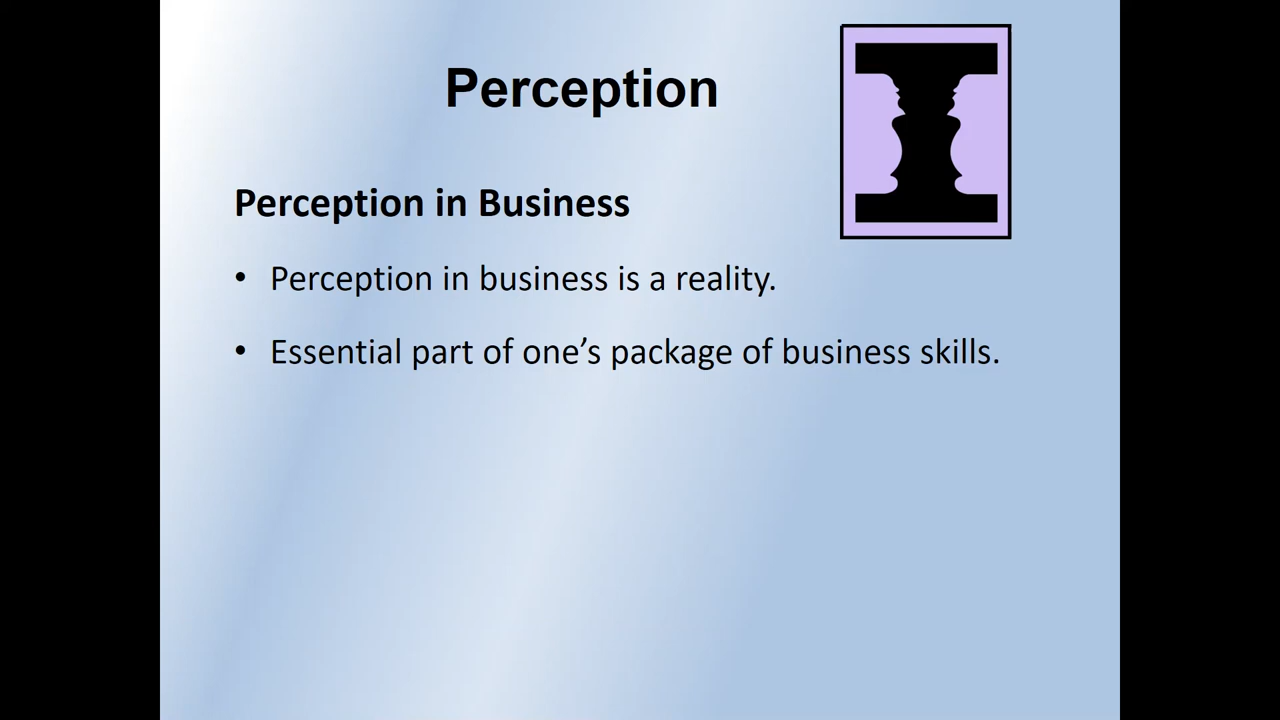 Perception
Perception in Business
• Perception in business is a reality.
• Essential part of one’s package of business skills.